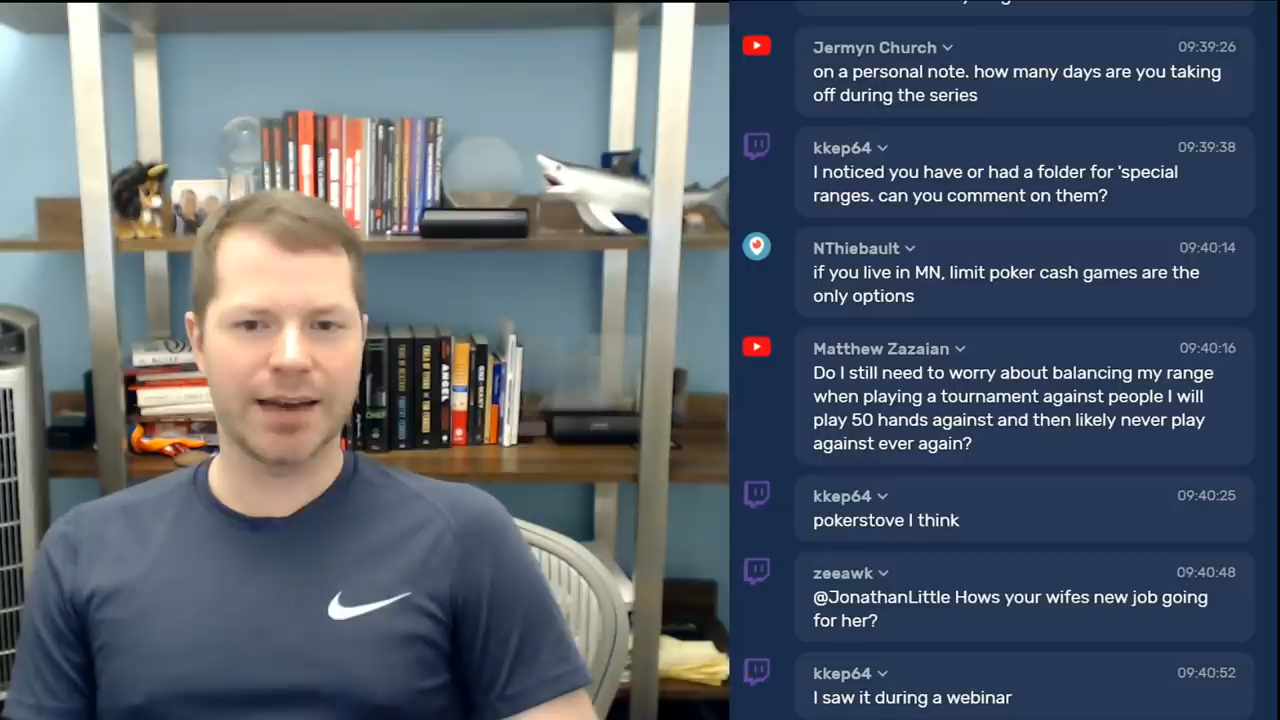 Jermyn Church 09:39:26
on a personal note. how many days are you taking
off during the series
kkep64 09:39:38
I noticed you have or had a folder for 'special
ranges. can you comment on them?
NThiebault 09:40:14
if you live in MN, limit poker cash games are the
only options
Matthew Zazaian 09:40:16
Do I still need to worry about balancing my range
when playing a tournament against people I will
play 50 hands against and then likely never play
against ever again?
kkep64 09:40:25
pokerstove I think
zeeawk 09:40:48
@JonathanLittle Hows your wifes new job going
for her?
kkep64 09:40:52
I saw it during a webinar
ANGEL